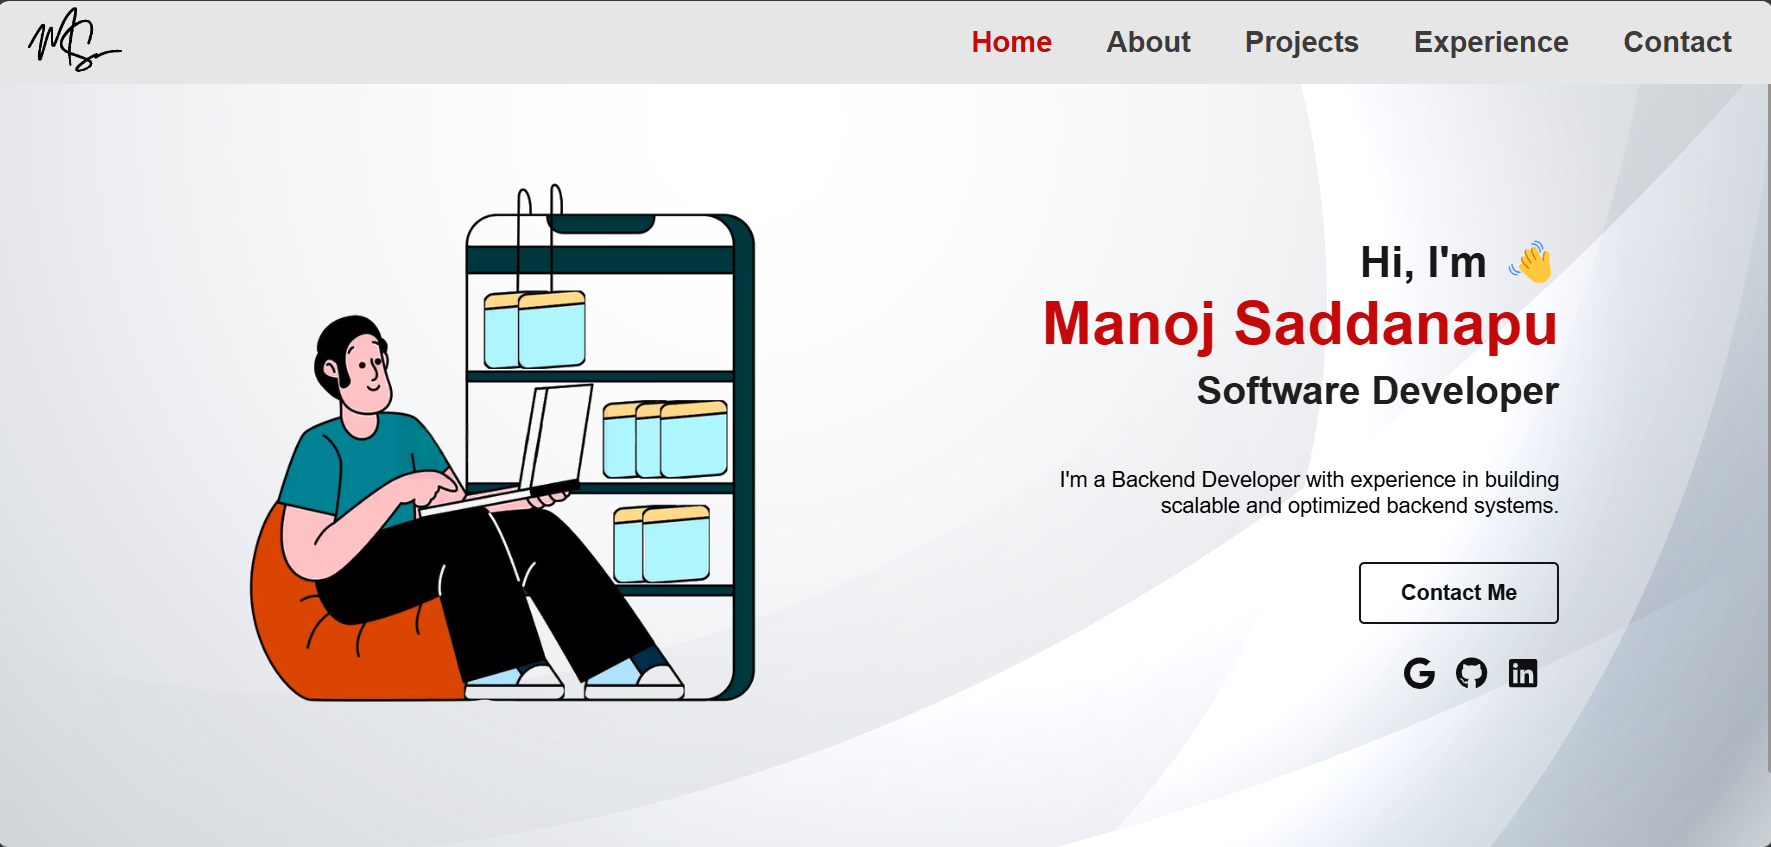 MS
Home About Projects Experience Contact
Hi, I'm 👋
Manoj Saddanapu
Software Developer
I'm a Backend Developer with experience in building
scalable and optimized backend systems.
Contact Me